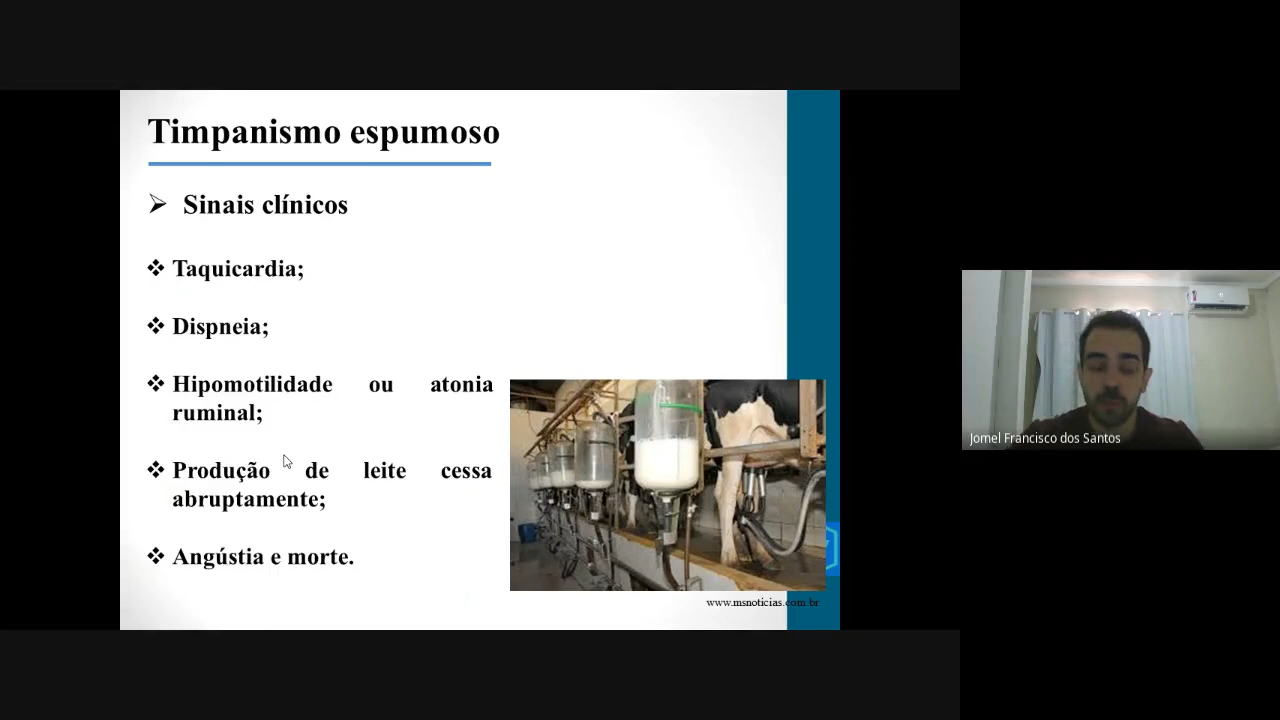 Timpanismo espumoso
Sinais clínicos
Taquicardia;
Dispneia;
Hipomotilidade ou atonia
ruminal;
Produção de leite cessa
abruptamente;
Angústia e morte.
www.msnoticias.com.br
Jomel Francisco dos Santos